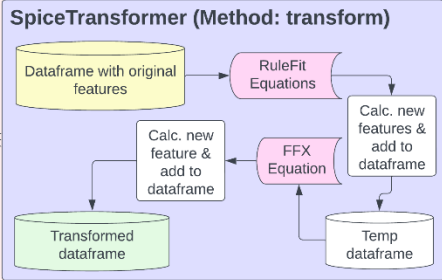 SpiceTransformer (Method: transform)
Dataframe with original
features
RuleFit
Equations
Calc. new
features &
add to
dataframe
Calc. new
feature &
add to
dataframe
FFX
Equation
Transformed
dataframe
Temp
dataframe